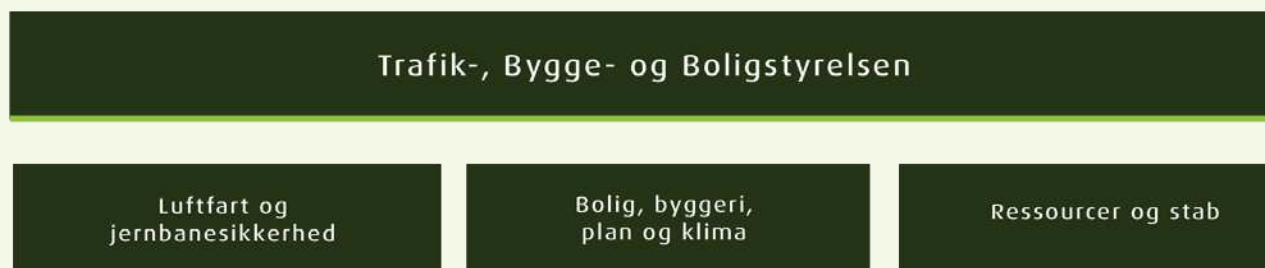 Trafik-, Bygge- og Boligstyrelsen
Luftfart og
jernbanesikkerhed
Bolig, byggeri,
plan og klima
Ressourcer og stab